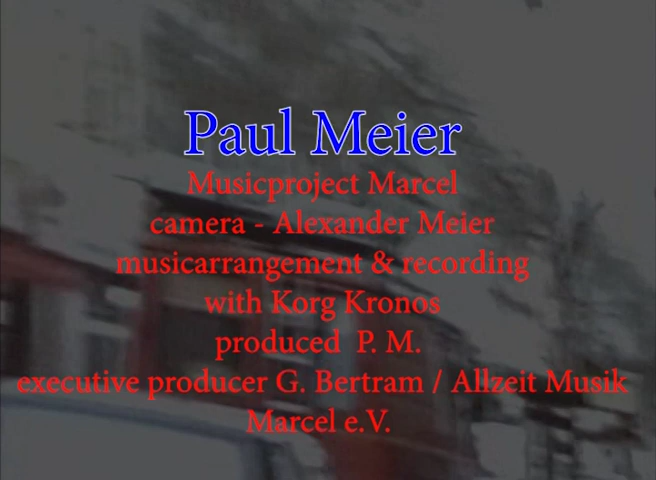 Paul Meier
Musicproject Marcel
camera - Alexander Meier
musicarrangement & recording
with Korg Kronos
produced P. M.
executive producer G. Bertram / Allzeit Musik
Marcel e.V.